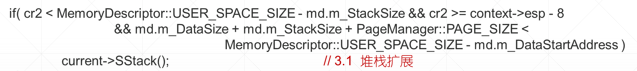 if( cr2 < MemoryDescriptor::USER_SPACE_SIZE - md.m_StackSize && cr2 >= context->esp - 8
&& md.m_DataSize + md.m_StackSize + PageManager::PAGE_SIZE <
MemoryDescriptor::USER_SPACE_SIZE - md.m_DataStartAddress )
current->SStack(); // 3.1 堆栈扩展